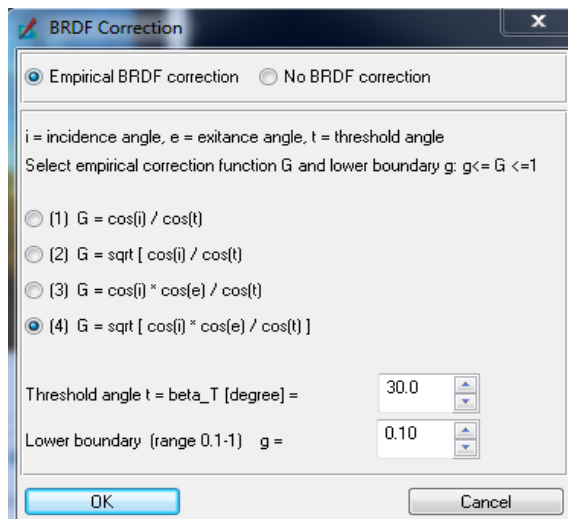 BRDF Correction
x
Empirical BRDF correction No BRDF correction
i = incidence angle, e = exitance angle, t = threshold angle
Select empirical correction function G and lower boundary g: g<= G <=1
(1) G = cos(i) / cos(t)
(2) G = sqrt [ cos(i) / cos(t)
(3) G = cos(i) * cos(e) / cos(t)
(4) G = sqrt [ cos(i) * cos(e) / cos(t) ]
Threshold angle t = beta_T [degree] = 30.0
Lower boundary (range 0.1-1) g = 0.10
OK Cancel